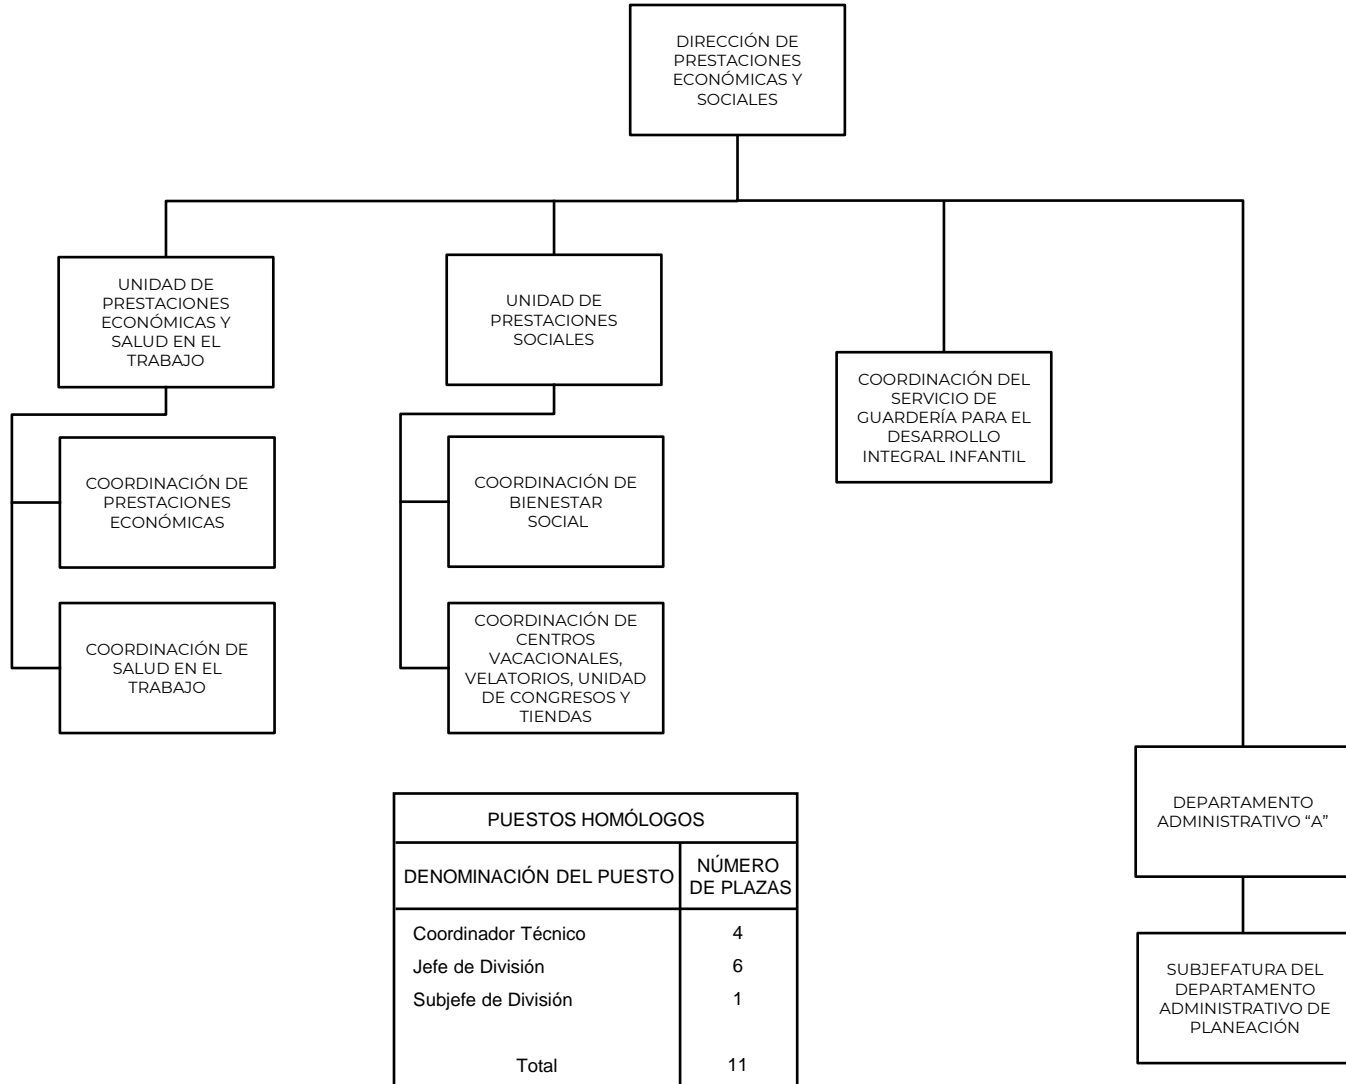 DIRECCIÓN DE
PRESTACIONES
ECONÓMICAS Y
SOCIALES
UNIDAD DE
PRESTACIONES
ECONÓMICAS Y
SALUD EN EL
TRABAJO
UNIDAD DE
PRESTACIONES
SOCIALES
COORDINACIÓN DEL
SERVICIO DE
GUARDERÍA PARA EL
DESARROLLO
INTEGRAL INFANTIL
COORDINACIÓN DE
PRESTACIONES
ECONÓMICAS
COORDINACIÓN DE
BIENESTAR
SOCIAL
COORDINACIÓN DE
SALUD EN EL
TRABAJO
COORDINACIÓN DE
CENTROS
VACACIONALES,
VELATORIOS, UNIDAD
DE CONGRESOS Y
TIENDAS
DEPARTAMENTO
ADMINISTRATIVO “A”
SUBJEFATURA DEL
DEPARTAMENTO
ADMINISTRATIVO DE
PLANEACIÓN
PUESTOS HOMÓLOGOS
DENOMINACIÓN DEL PUESTO NÚMERO
DE PLAZAS
Coordinador Técnico 4
Jefe de División 6
Subjefe de División 1
Total 11